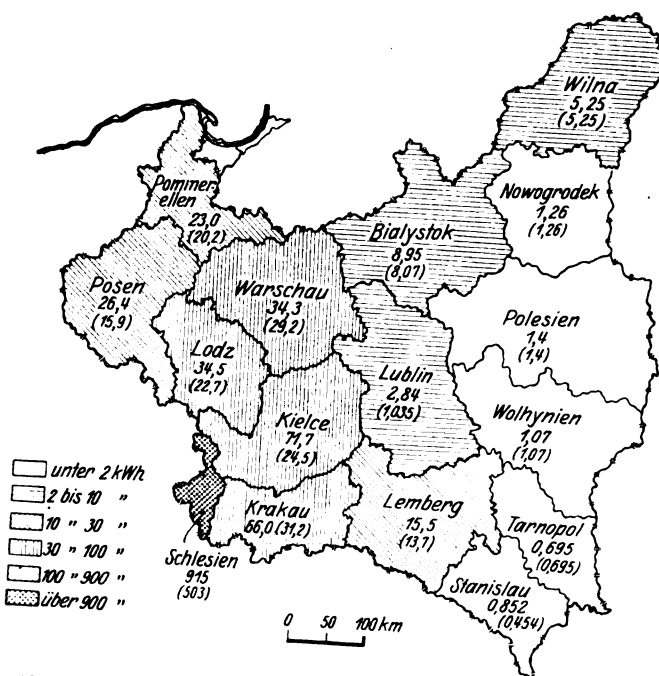 Wilna
5,25
(5,25)
Nowogrodek
1,26
(1,26)
Pommer-
ellen
23,0
(20,2)
Bialystok
8,95
(8,07)
Posen
26,4
(15,9)
Warschau
34,3
(29,2)
Polesien
1,4
(1,4)
Lodz
34,5
(22,7)
Lublin
2,84
(1,035)
Wolhynien
1,07
(1,07)
Kielce
71,7
(24,5)
Krakau
66,0 (31,2)
Lemberg
15,5
(13,7)
Tarnopol
0,695
(0,695)
Schlesien
915
(503)
Stanislau
0,852
(0,454)
unter 2 kWh
2 bis 10 "
10 " 30 "
30 " 100 "
100 " 900 "
über 900 "
0 50 100 km